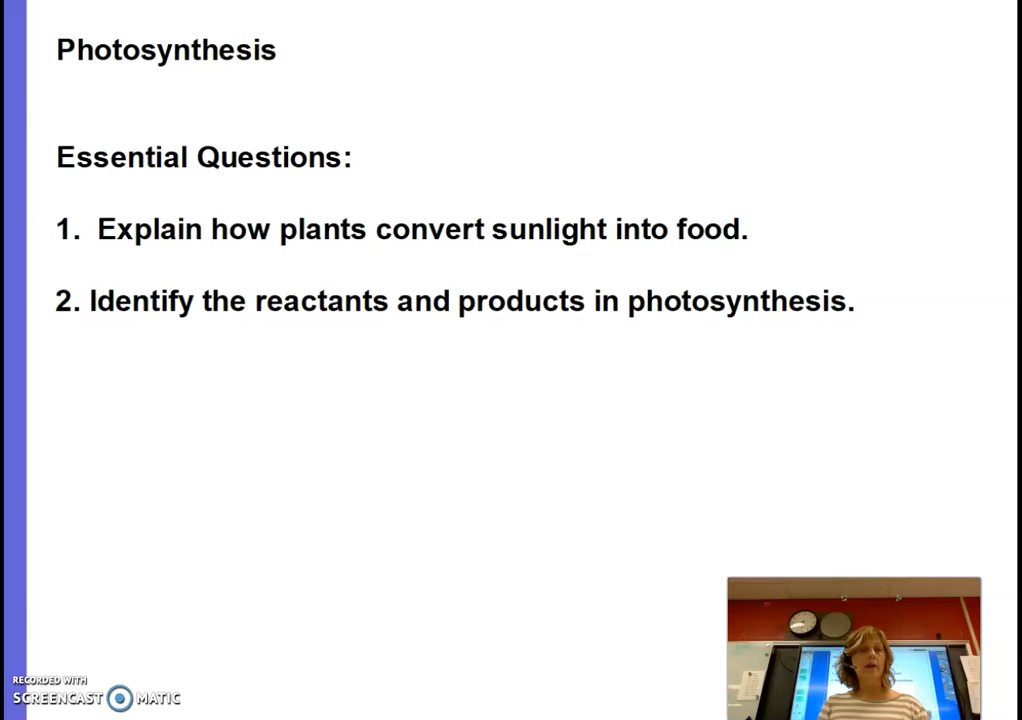 Photosynthesis
Essential Questions:
1. Explain how plants convert sunlight into food.
2. Identify the reactants and products in photosynthesis.
RECORDED WITH
SCREENCAST MATIC